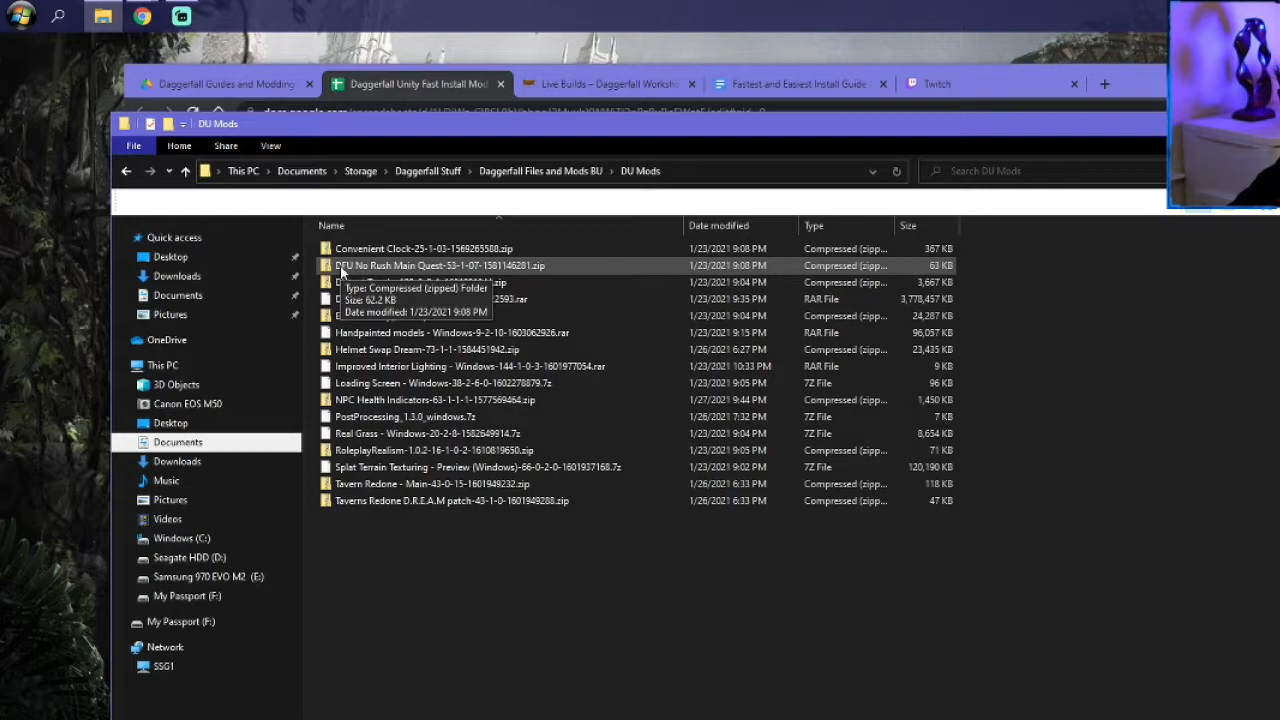 Daggerfall Guides and Modding
Daggerfall Unity Fast Install Mod
Live Builds – Daggerfall Worksh
Fastest and Easiest Install Guide
Twitch
DU Mods
File
Home
Share
View
This PC
Documents
Storage
Daggerfall Stuff
Daggerfall Files and Mods BU
DU Mods
Search DU Mods
Name
Date modified
Type
Size
Quick access
Desktop
Downloads
Documents
Pictures
OneDrive
This PC
3D Objects
Canon EOS M50
Desktop
Documents
Downloads
Music
Pictures
Videos
Windows (C:)
Seagate HDD (D:)
Samsung 970 EVO M2 (E:)
My Passport (F:)
My Passport (F:)
Network
SSG1
Convenient Clock-25-1-03-1569265588.zip 1/23/2021 9:08 PM Compressed (zipp... 367 KB
DFU No Rush Main Quest-53-1-07-1581146281.zip 1/23/2021 9:08 PM Compressed (zipp... 63 KB
.zip 1/23/2021 9:04 PM Compressed (zipp... 3,667 KB
2593.rar 1/23/2021 9:35 PM RAR File 3,778,457 KB
1/23/2021 9:04 PM Compressed (zipp... 24,287 KB
Handpainted models - Windows-9-2-10-1603062926.rar 1/23/2021 9:15 PM RAR File 96,057 KB
Helmet Swap Dream-73-1-1-1584451942.zip 1/26/2021 6:27 PM Compressed (zipp... 23,435 KB
Improved Interior Lighting - Windows-144-1-0-3-1601977054.rar 1/23/2021 10:33 PM RAR File 9 KB
Loading Screen - Windows-38-2-6-0-1602278879.7z 1/23/2021 9:05 PM 7Z File 96 KB
NPC Health Indicators-63-1-1-1-1577569464.zip 1/27/2021 9:44 PM Compressed (zipp... 1,450 KB
PostProcessing_1.3.0_windows.7z 1/26/2021 7:32 PM 7Z File 7 KB
Real Grass - Windows-20-2-8-1582649914.7z 1/23/2021 9:04 PM 7Z File 8,654 KB
RoleplayRealism-1.0.2-16-1-0-2-1610819650.zip 1/23/2021 9:05 PM Compressed (zipp... 71 KB
Splat Terrain Texturing - Preview (Windows)-66-0-2-0-1601937168.7z 1/23/2021 9:02 PM 7Z File 120,190 KB
Tavern Redone - Main-43-0-15-1601949232.zip 1/26/2021 6:33 PM Compressed (zipp... 118 KB
Taverns Redone D.R.E.A.M patch-43-1-0-1601949288.zip 1/26/2021 6:33 PM Compressed (zipp... 47 KB
Type: Compressed (zipped) Folder
Size: 62.2 KB
Date modified: 1/23/2021 9:08 PM